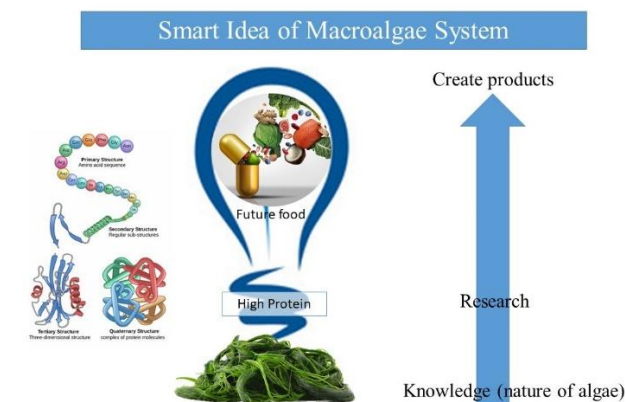 Smart Idea of Macroalgae System
Create products
Primary Structure
Amino acid sequence
Secondary Structure
Regular sub-structures
Future food
Tertiary Structure
Three-dimensional structure
Quaternary Structure
complex of protein molecules
High Protein
Research
Knowledge (nature of algae)